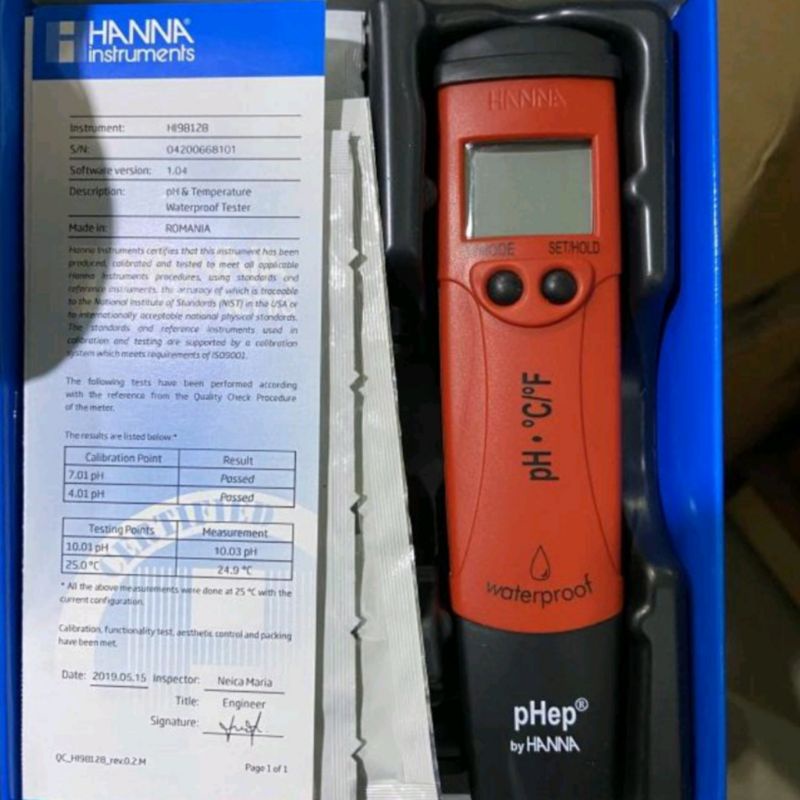 HANNA®
instruments
Instrument: HI98128
S/N: 04200668101
Software version: 1.04
Description: pH & Temperature
Waterproof Tester
Made in: ROMANIA
Hanna Instruments certifies that this instrument has been
produced, calibrated and tested to meet all applicable
Hanna Instruments procedures, using standards and
reference instruments, the accuracy of which is traceable
to the National Institute of Standards (NIST) in the USA or
to internationally acceptable national physical standards.
The standards and reference instruments used in
calibration and testing are supported by a calibration
system which meets requirements of ISO9001.
The following tests have been performed according
with the reference from the Quality Check Procedure
of the meter.
The results are listed below *
Calibration Point Result
7.01 pH Passed
4.01 pH Passed
CERTIFIED
Testing Points Measurement
10.01 pH 10.03 pH
25.0 °C 24.9 °C
* All the above measurements were done at 25 °C with the
current configuration.
Calibration, functionality test, aesthetic control and packing
have been met.
Date: 2019.05.15 Inspector: Neica Maria
Title: Engineer
Signature:
QC_HI98128_rev.0.2.M Page 1 of 1
HANNA
MODE SET/HOLD
pH • °C/°F
waterproof
pHep®
by HANNA